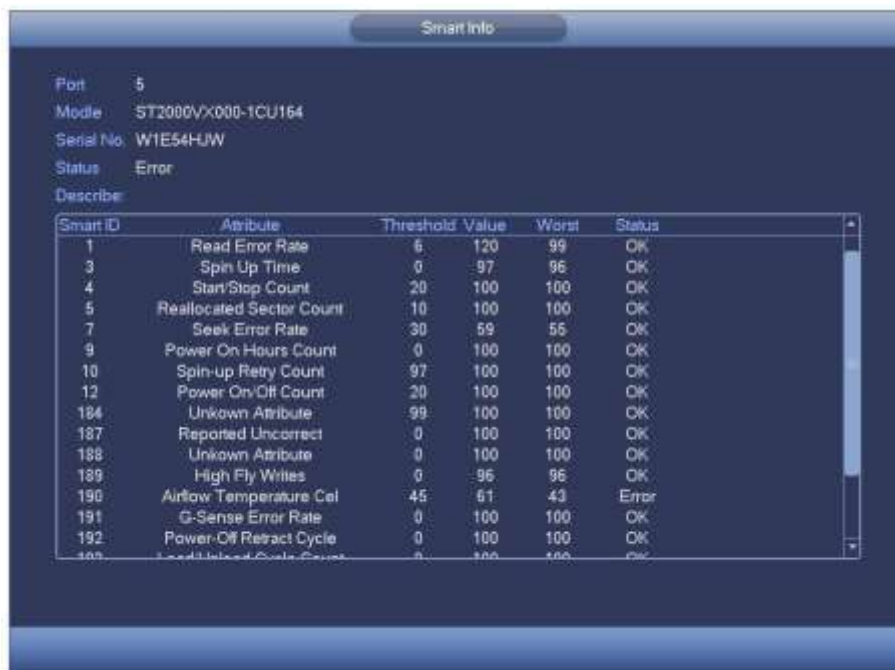 Smart Info
Port 5
Modle ST2000VX000-1CU164
Serial No. W1E54HJW
Status Error
Describe:
Smart ID Attribute Threshold Value Worst Status
1 Read Error Rate 6 120 99 OK
3 Spin Up Time 0 97 96 OK
4 Start/Stop Count 20 100 100 OK
5 Reallocated Sector Count 10 100 100 OK
7 Seek Error Rate 30 59 55 OK
9 Power On Hours Count 0 100 100 OK
10 Spin-up Retry Count 97 100 100 OK
12 Power On/Off Count 20 100 100 OK
184 Unkown Attribute 99 100 100 OK
187 Reported Uncorrect 0 100 100 OK
188 Unkown Attribute 0 100 100 OK
189 High Fly Writes 0 96 96 OK
190 Airflow Temperature Cel 45 61 43 Error
191 G-Sense Error Rate 0 100 100 OK
192 Power-Off Retract Cycle 0 100 100 OK